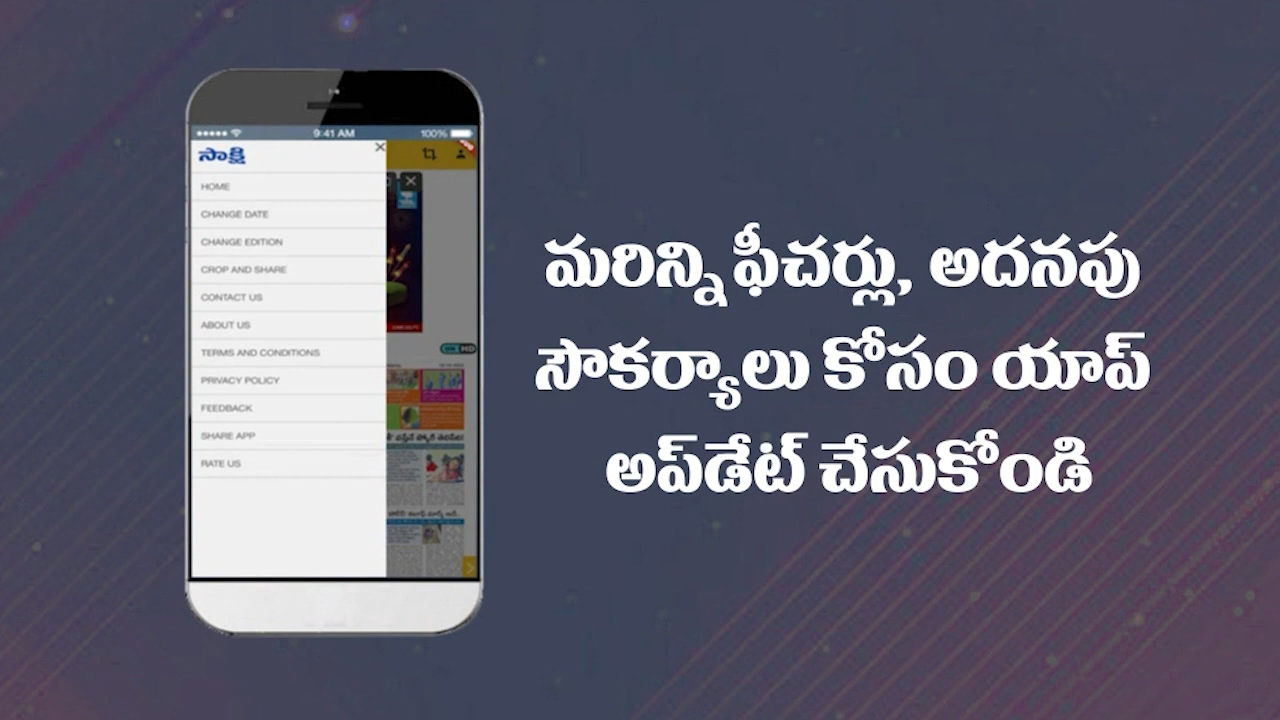 9:41 AM
100%
సాక్షి
HOME
CHANGE DATE
CHANGE EDITION
CROP AND SHARE
CONTACT US
ABOUT US
TERMS AND CONDITIONS
PRIVACY POLICY
FEEDBACK
SHARE APP
RATE US
HD
మరిన్ని ఫీచర్లు, అదనపు
సౌకర్యాలు కోసం యాప్
అప్‌డేట్ చేసుకోండి